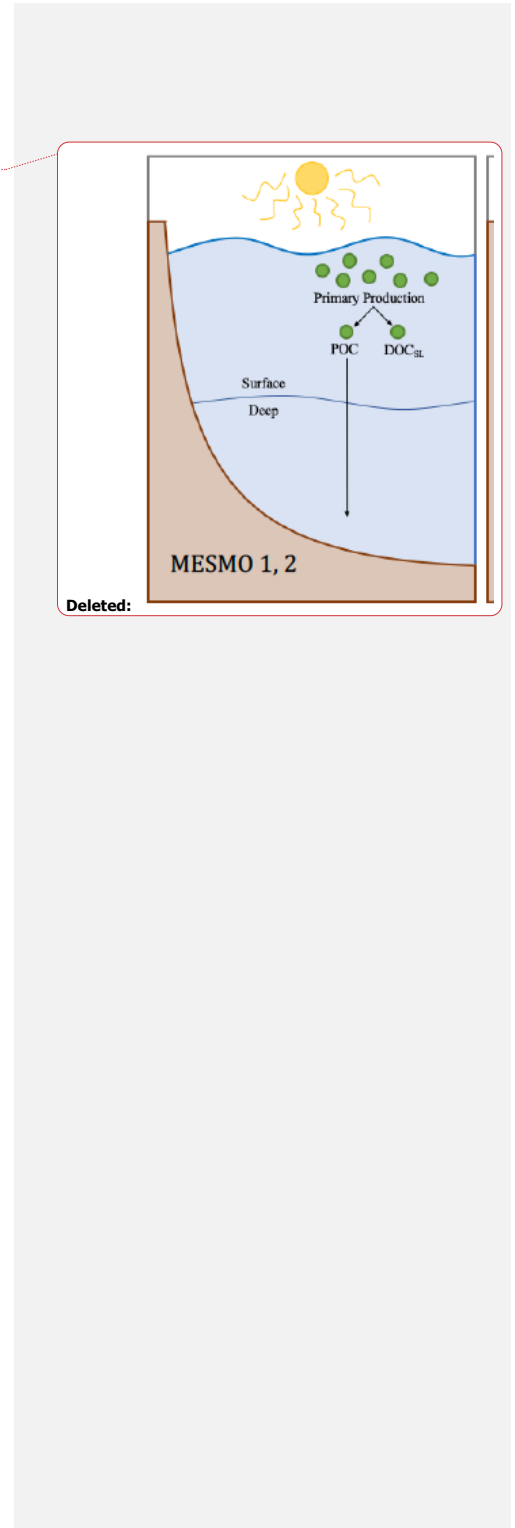 Primary Production
POC DOCSL
Surface
Deep
MESMO 1, 2
Deleted: